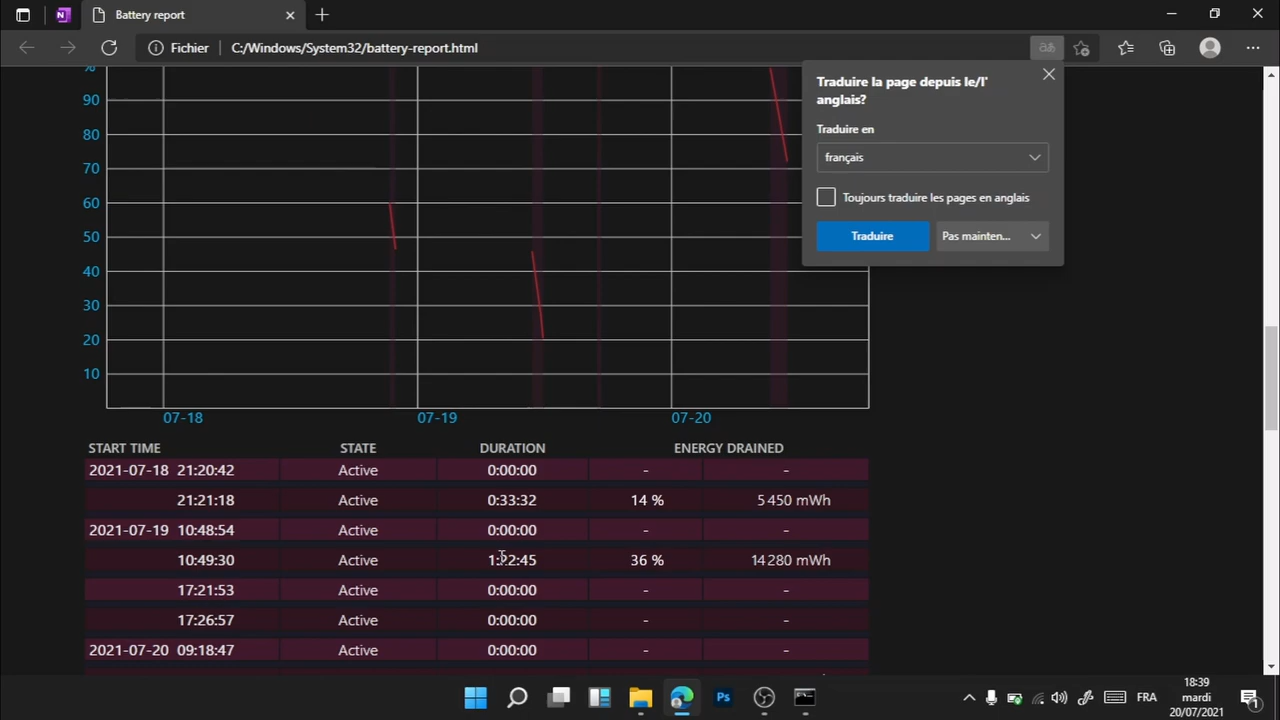 Battery report
Fichier C:/Windows/System32/battery-report.html
Traduire la page depuis le/l'
anglais?
Traduire en
français
Toujours traduire les pages en anglais
Traduire Pas mainten...
%
90
80
70
60
50
40
30
20
10
07-18 07-19 07-20
START TIME STATE DURATION ENERGY DRAINED
2021-07-18 21:20:42 Active 0:00:00 - -
21:21:18 Active 0:33:32 14 % 5 450 mWh
2021-07-19 10:48:54 Active 0:00:00 - -
10:49:30 Active 1:22:45 36 % 14 280 mWh
17:21:53 Active 0:00:00 - -
17:26:57 Active 0:00:00 - -
2021-07-20 09:18:47 Active 0:00:00 - -
Ps
FRA
18:39
mardi
20/07/2021
1